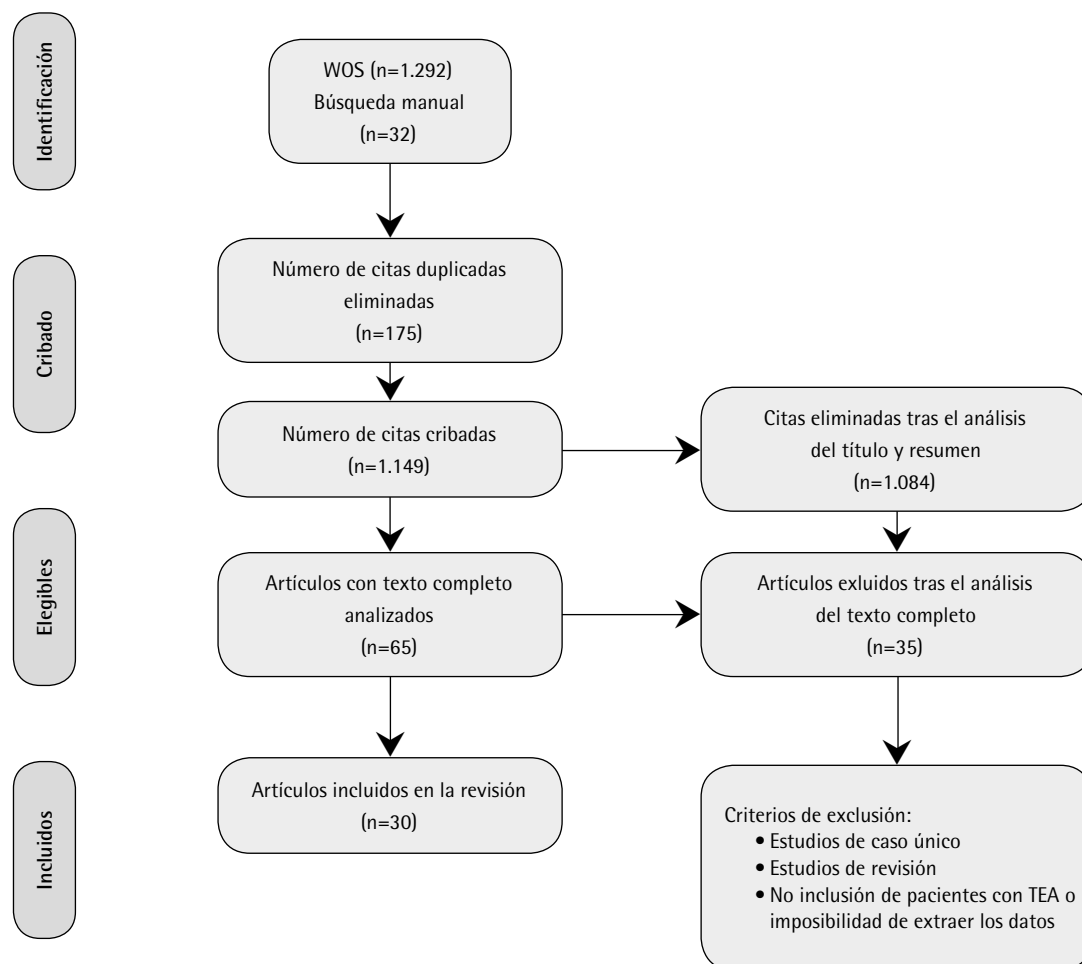 Identificación
WOS (n=1.292)
Búsqueda manual
(n=32)
Cribado
Número de citas duplicadas
eliminadas
(n=175)
Número de citas cribadas
(n=1.149)
Citas eliminadas tras el análisis
del título y resumen
(n=1.084)
Elegibles
Artículos con texto completo
analizados
(n=65)
Artículos exluidos tras el análisis
del texto completo
(n=35)
Incluidos
Artículos incluidos en la revisión
(n=30)
Criterios de exclusión:
• Estudios de caso único
• Estudios de revisión
• No inclusión de pacientes con TEA o
imposibilidad de extraer los datos